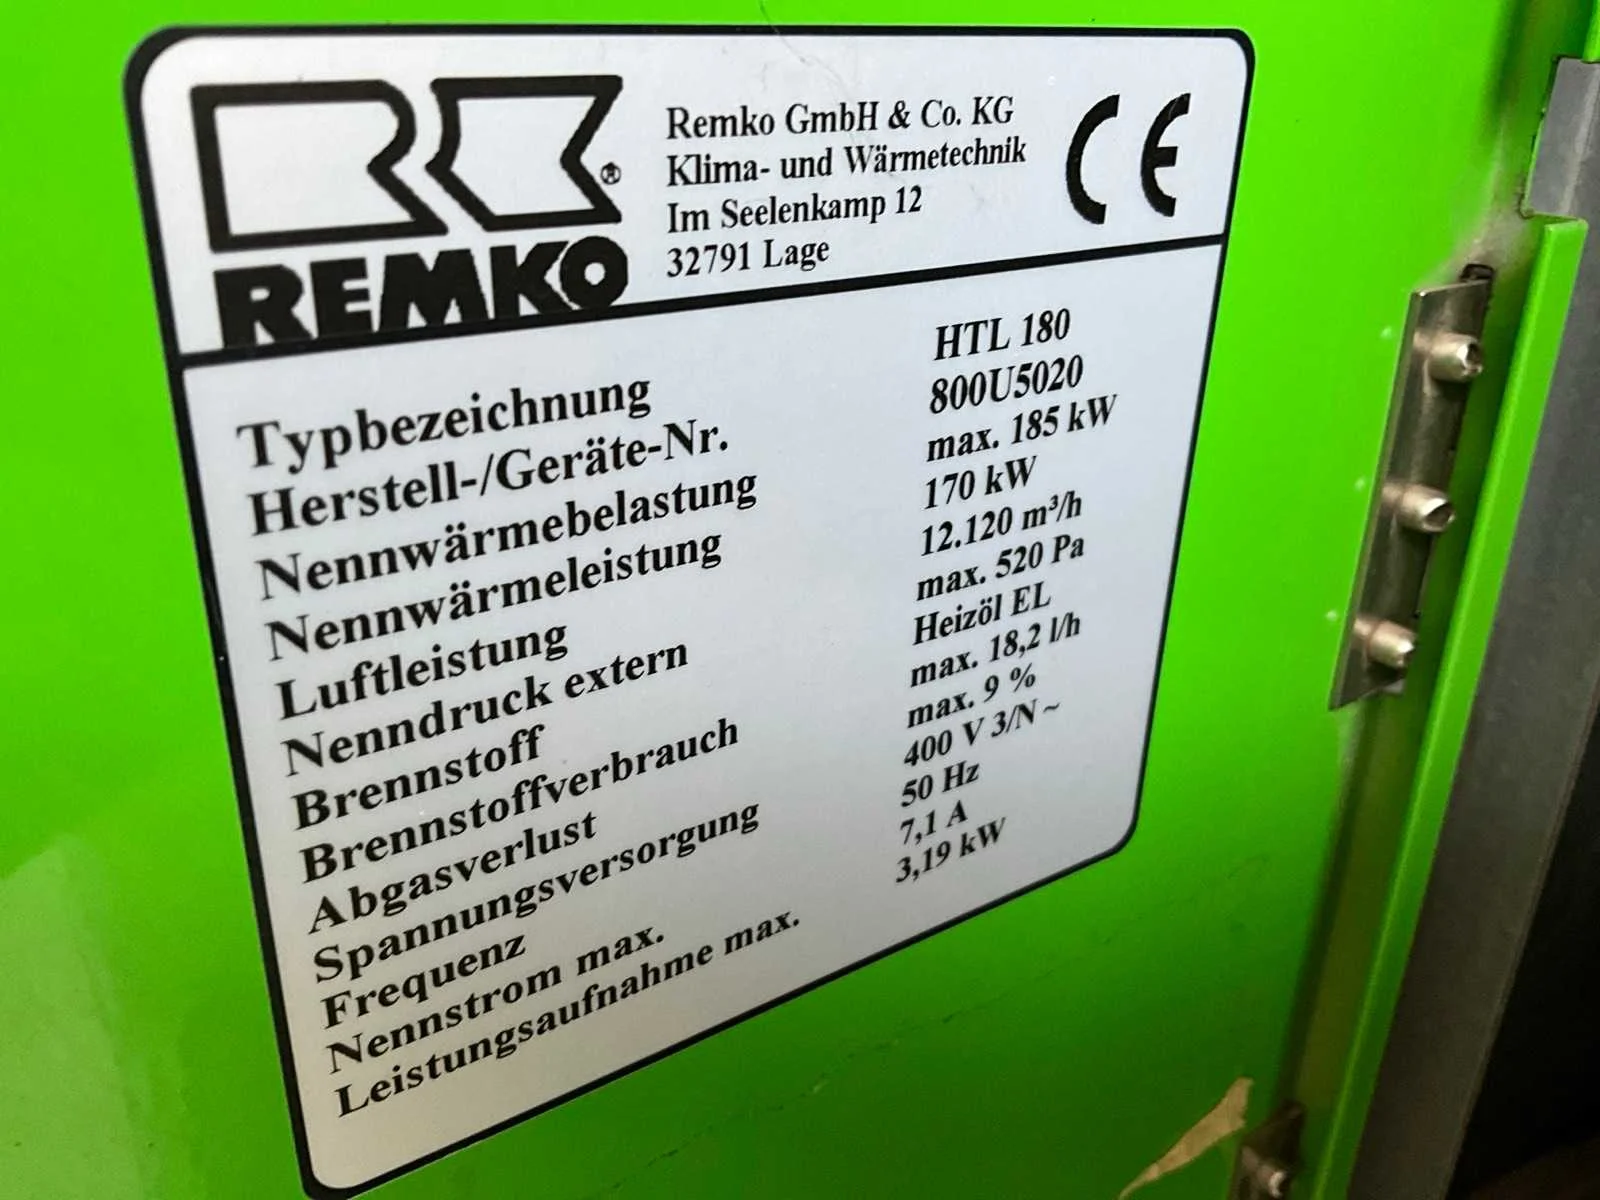 REMKO
®
Remko GmbH & Co. KG
Klima- und Wärmetechnik
Im Seelenkamp 12
32791 Lage
CE
Typbezeichnung HTL 180
Herstell-/Geräte-Nr. 800U5020
Nennwärmebelastung max. 185 kW
Nennwärmeleistung 170 kW
Luftleistung 12.120 m³/h
Nenndruck extern max. 520 Pa
Brennstoff Heizöl EL
Brennstoffverbrauch max. 18,2 l/h
Abgasverlust max. 9 %
Spannungsversorgung 400 V 3/N ~
Frequenz 50 Hz
Nennstrom max. 7,1 A
Leistungsaufnahme max. 3,19 kW